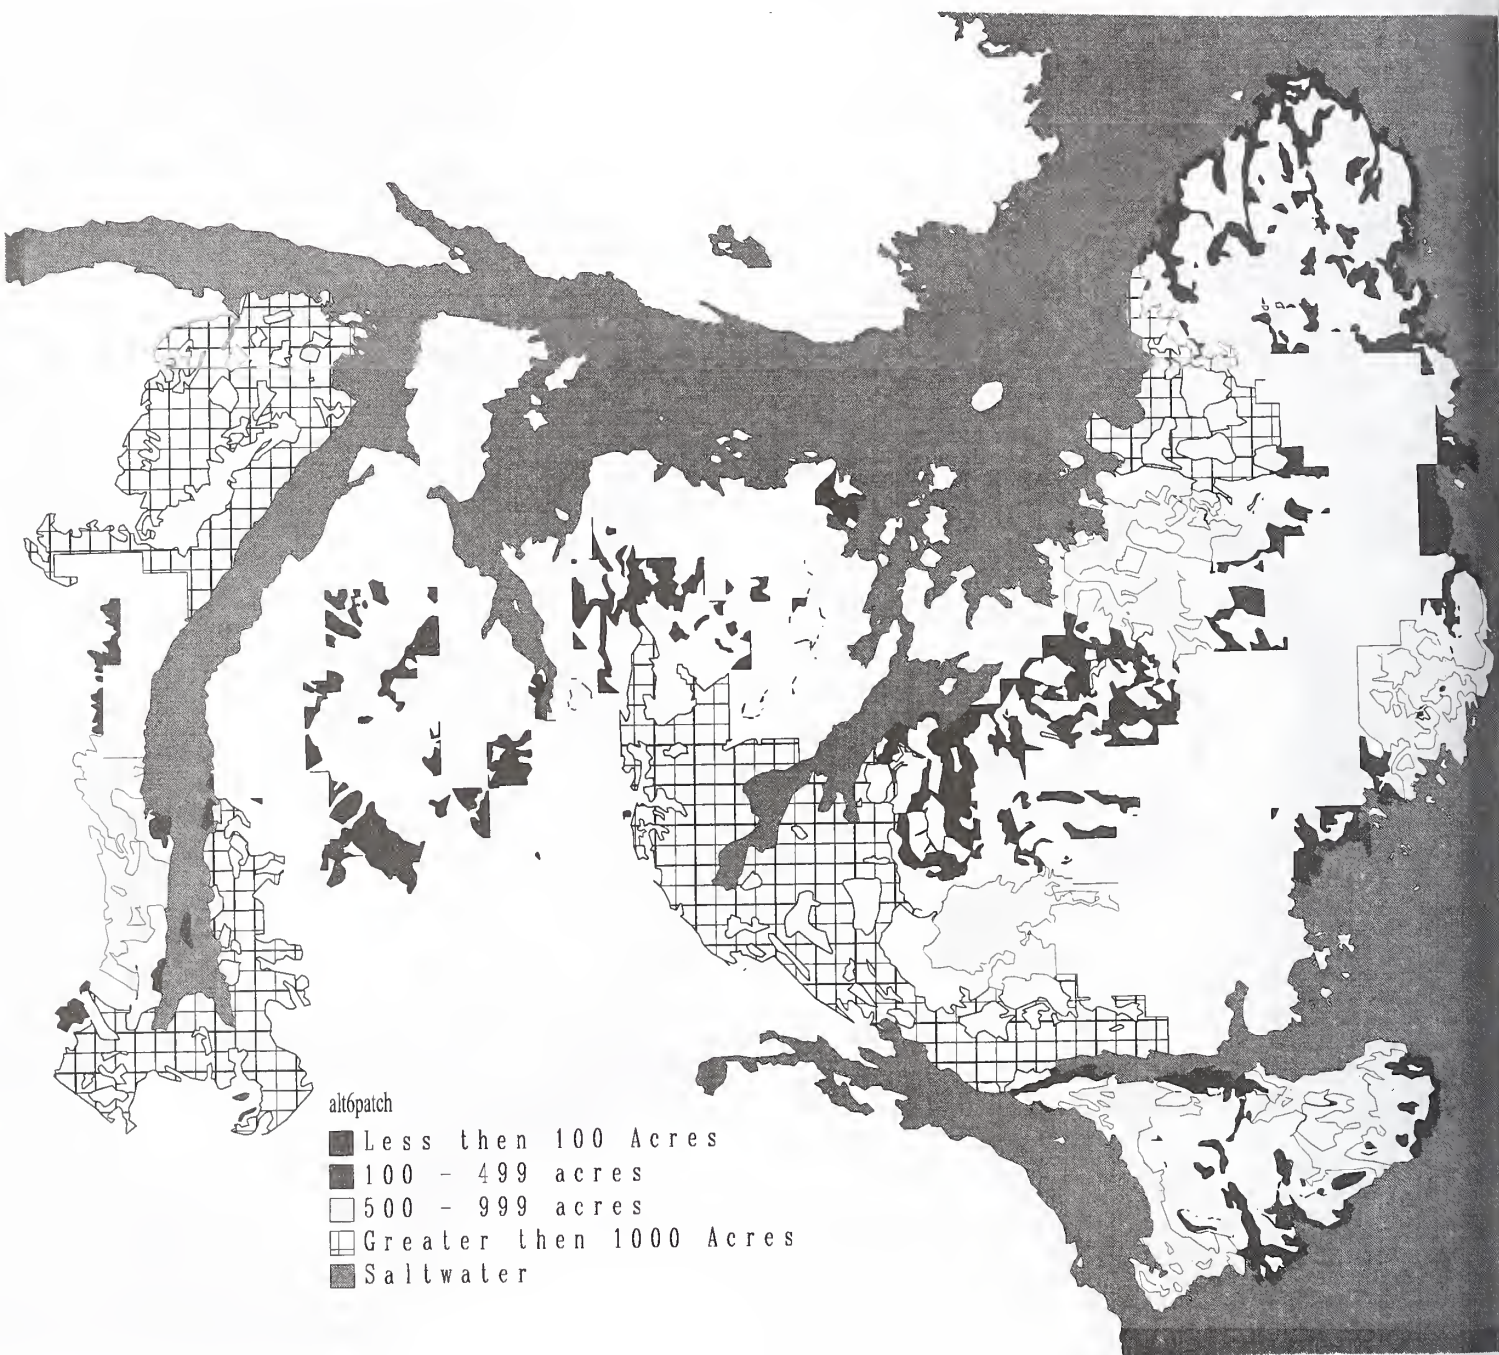 alt6patch
Less then 100 Acres
100 - 499 acres
500 - 999 acres
Greater then 1000 Acres
Saltwater